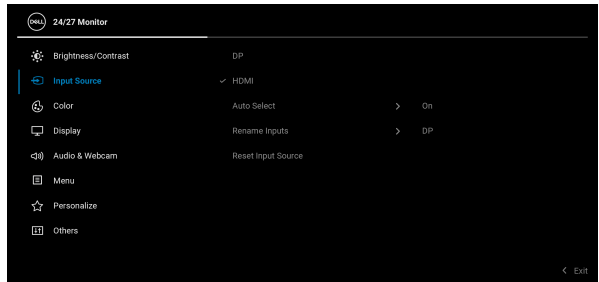 DELL 24/27 Monitor
Brightness/Contrast DP
Input Source HDMI
Color Auto Select On
Display Rename Inputs DP
Audio & Webcam Reset Input Source
Menu
Personalize
Others
Exit